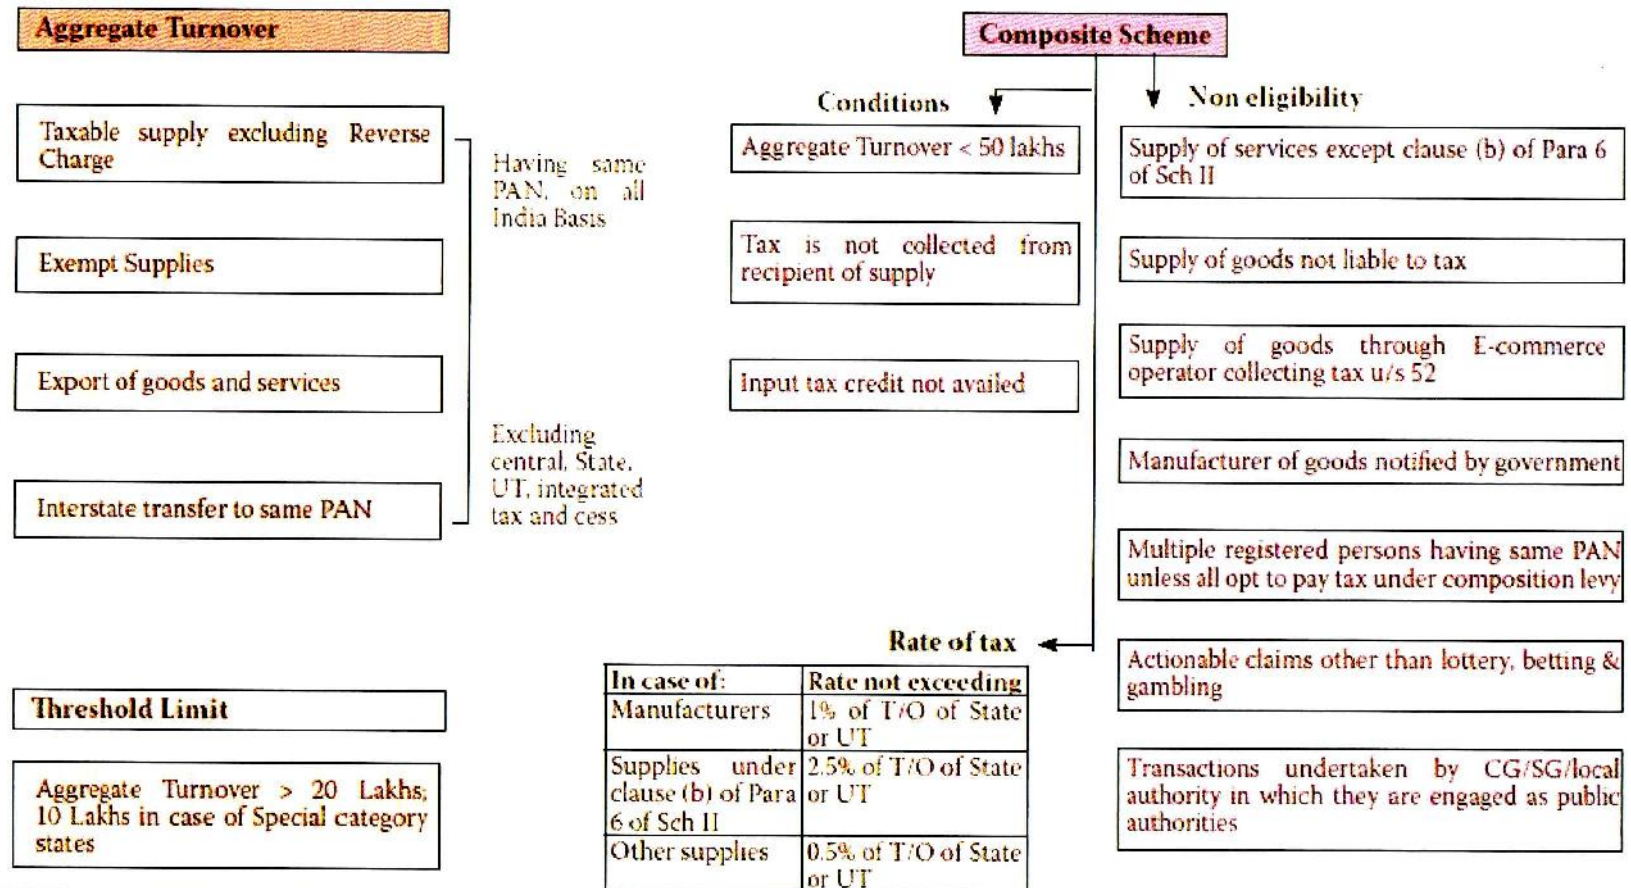 Aggregate Turnover
Taxable supply excluding Reverse
Charge
Exempt Supplies
Export of goods and services
Interstate transfer to same PAN
Having same
PAN, on all
India Basis
Excluding
central, State,
UT, integrated
tax and cess
Threshold Limit
Aggregate Turnover > 20 Lakhs;
10 Lakhs in case of Special category
states
Composite Scheme
Conditions
Aggregate Turnover < 50 lakhs
Tax is not collected from
recipient of supply
Input tax credit not availed
Non eligibility
Supply of services except clause (b) of Para 6
of Sch II
Supply of goods not liable to tax
Supply of goods through E-commerce
operator collecting tax u/s 52
Manufacturer of goods notified by government
Multiple registered persons having same PAN
unless all opt to pay tax under composition levy
Actionable claims other than lottery, betting &
gambling
Transactions undertaken by CG/SG/local
authority in which they are engaged as public
authorities
Rate of tax
In case of: Rate not exceeding
Manufacturers 1% of T/O of State
or UT
Supplies under 2.5% of T/O of State
clause (b) of Para or UT
6 of Sch II
Other supplies 0.5% of T/O of State
or UT